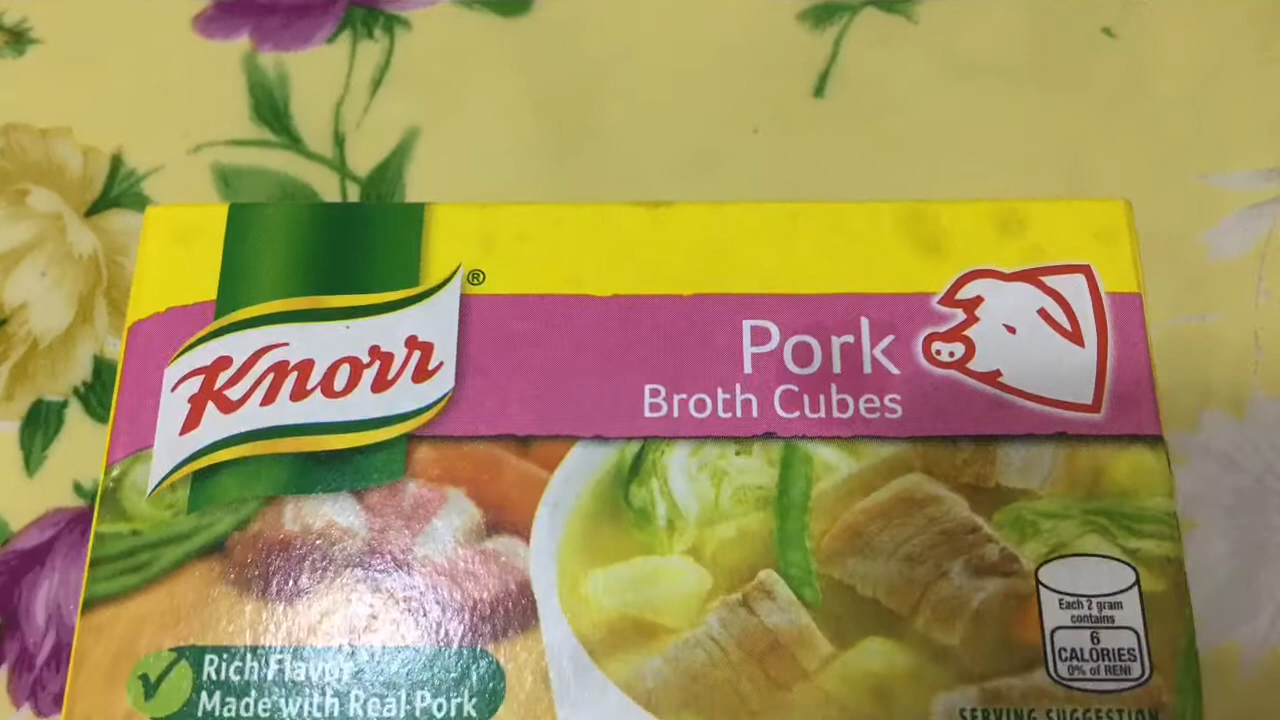 Knorr®
Pork
Broth Cubes
Each 2 gram
contains
6
CALORIES
0% of RENI
Rich Flavor
Made with Real Pork
SERVING SUGGESTION